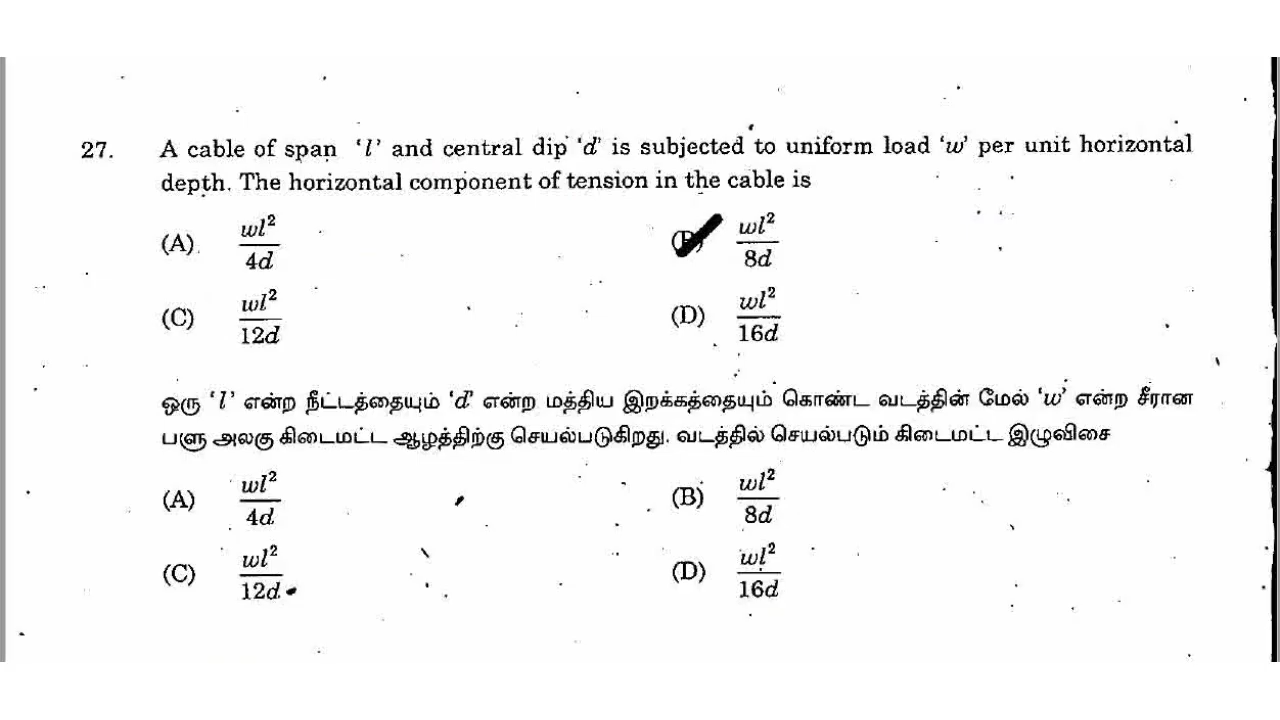 27. A cable of span 'l' and central dip 'd' is subjected to uniform load 'w' per unit horizontal
depth. The horizontal component of tension in the cable is
(A) wl²/4d (B) wl²/8d
(C) wl²/12d (D) wl²/16d
ஒரு 'l' என்ற நீட்டத்தையும் 'd' என்ற மத்திய இறக்கத்தையும் கொண்ட வடத்தின் மேல் 'w' என்ற சீரான
பளு அலகு கிடைமட்ட ஆழத்திற்கு செயல்படுகிறது. வடத்தில் செயல்படும் கிடைமட்ட இழுவிசை
(A) wl²/4d (B) wl²/8d
(C) wl²/12d (D) wl²/16d